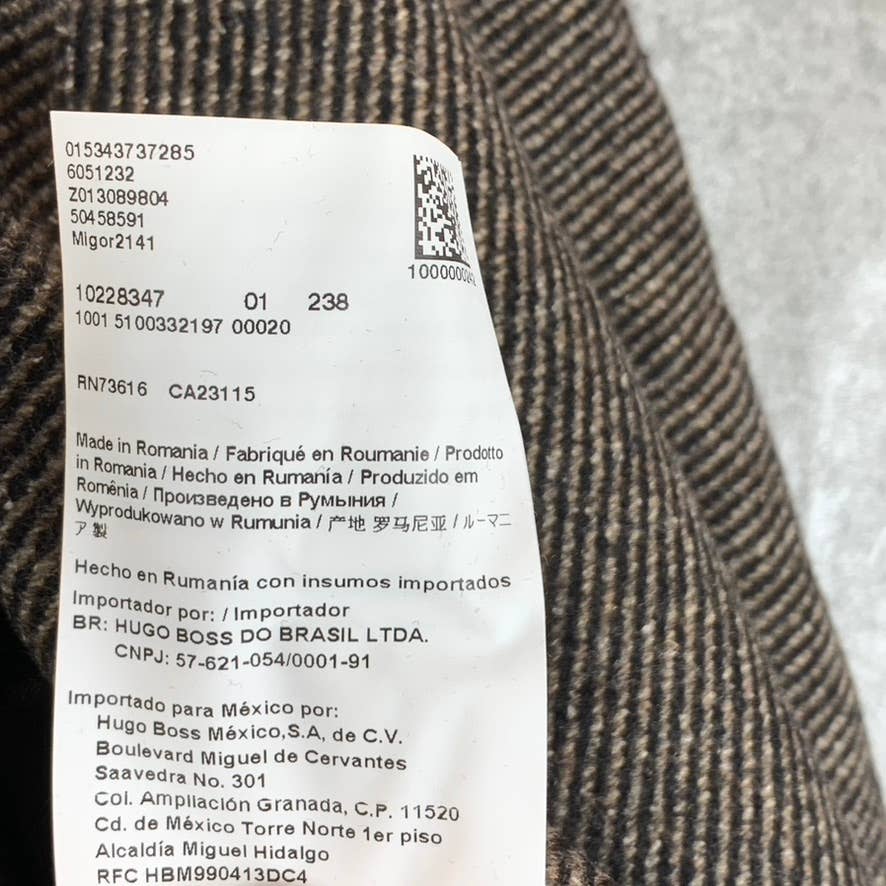 015343737285
6051232
Z013089804
50458591
Migor2141
10000002
10228347 01 238
1001 5100332197 00020
RN73616 CA23115
Made in Romania / Fabriqué en Roumanie / Prodotto
in Romania / Hecho en Rumanía / Produzido em
Romênia / Произведено в Румыния /
Wyprodukowano w Rumunia / 产地 罗马尼亚 / ルーマニ
ア 製
Hecho en Rumanía con insumos importados
Importador por: / Importador
BR: HUGO BOSS DO BRASIL LTDA.
CNPJ: 57-621-054/0001-91
Importado para México por:
Hugo Boss México,S.A, de C.V.
Boulevard Miguel de Cervantes
Saavedra No. 301
Col. Ampliación Granada, C.P. 11520
Cd. de México Torre Norte 1er piso
Alcaldía Miguel Hidalgo
RFC HBM990413DC4